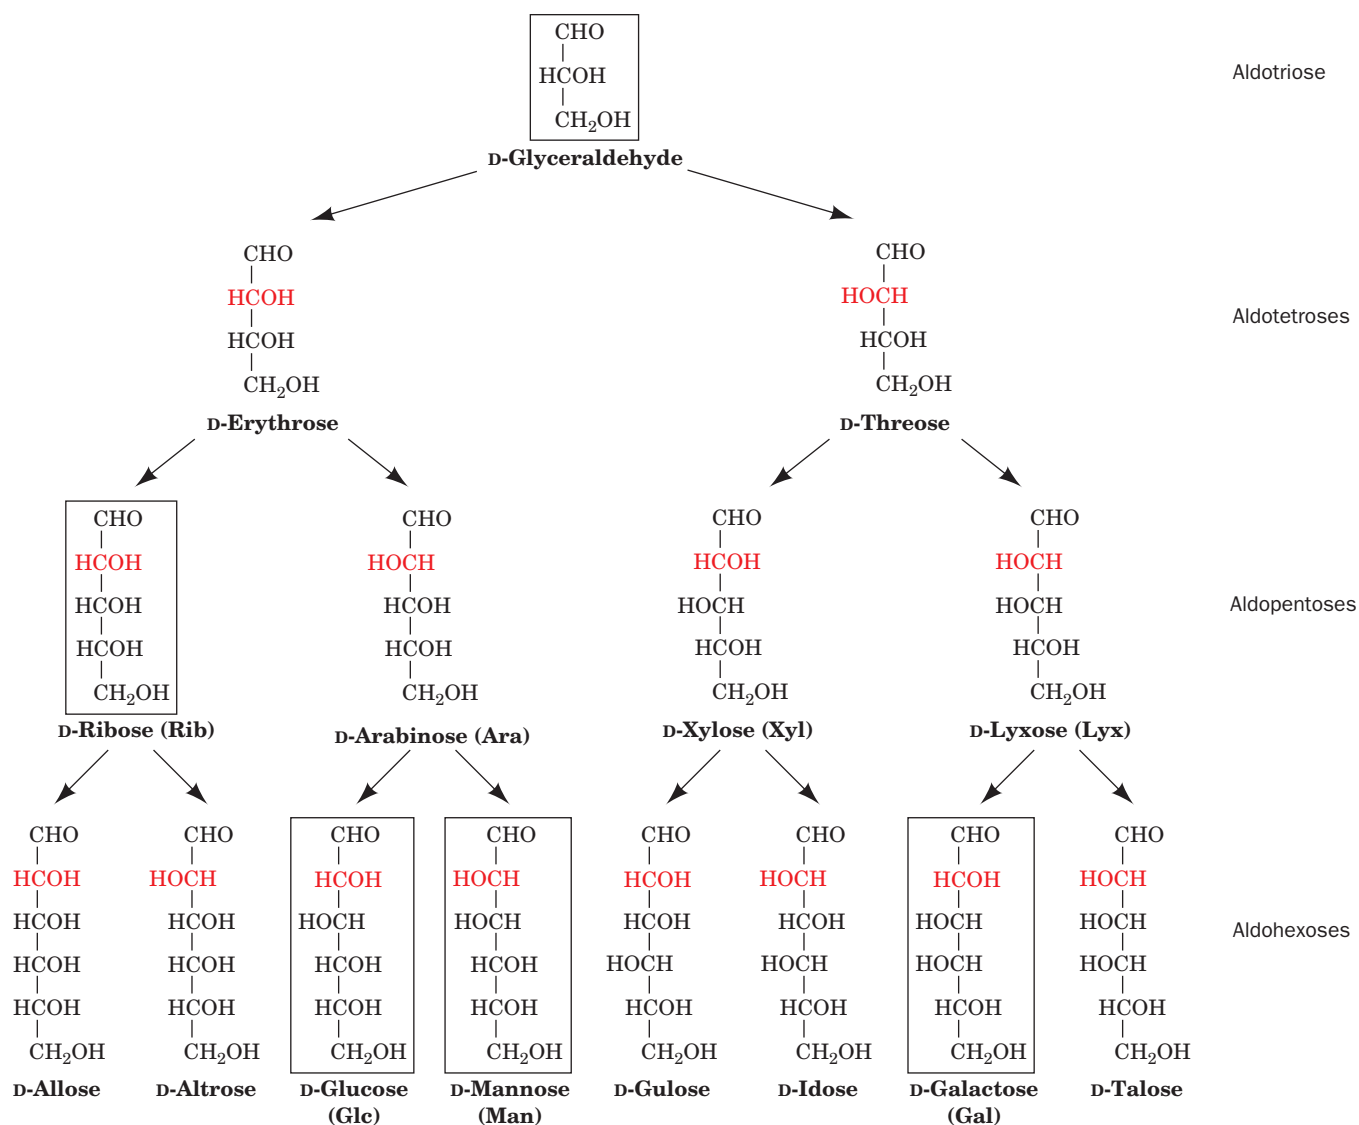 CHO
HCOH
CH₂OH
Aldotriose
D-Glyceraldehyde
CHO CHO
HCOH HOCH
Aldotetroses
HCOH HCOH
CH₂OH CH₂OH
D-Erythrose D-Threose
CHO CHO CHO CHO
HCOH HOCH HCOH HOCH
HCOH HCOH HOCH HOCH Aldopentoses
HCOH HCOH HCOH HCOH
CH₂OH CH₂OH CH₂OH CH₂OH
D-Ribose (Rib) D-Arabinose (Ara) D-Xylose (Xyl) D-Lyxose (Lyx)
CHO CHO CHO CHO CHO CHO CHO CHO
HCOH HOCH HCOH HOCH HCOH HOCH HCOH HOCH
HCOH HCOH HOCH HOCH HCOH HCOH HOCH HOCH Aldohexoses
HCOH HCOH HCOH HCOH HOCH HOCH HOCH HOCH
HCOH HCOH HCOH HCOH HCOH HCOH HCOH HCOH
CH₂OH CH₂OH CH₂OH CH₂OH CH₂OH CH₂OH CH₂OH CH₂OH
D-Allose D-Altrose D-Glucose D-Mannose D-Gulose D-Idose D-Galactose D-Talose
(Glc) (Man) (Gal)